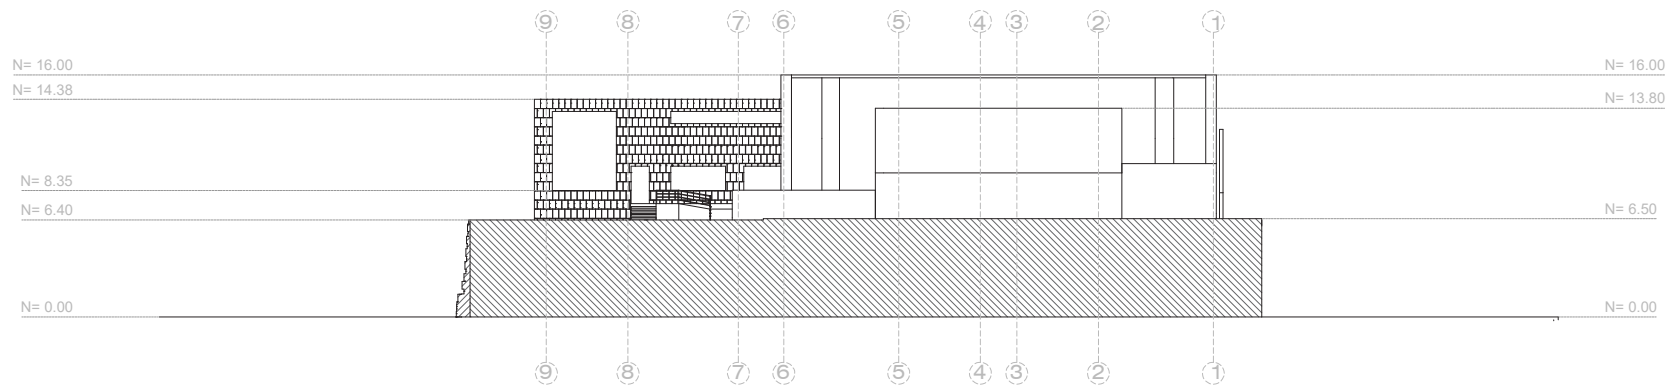 9 8 7 6 5 4 3 2 1
N= 16.00 N= 16.00
N= 14.38 N= 13.80
N= 8.35
N= 6.40 N= 6.50
N= 0.00 N= 0.00
9 8 7 6 5 4 3 2 1